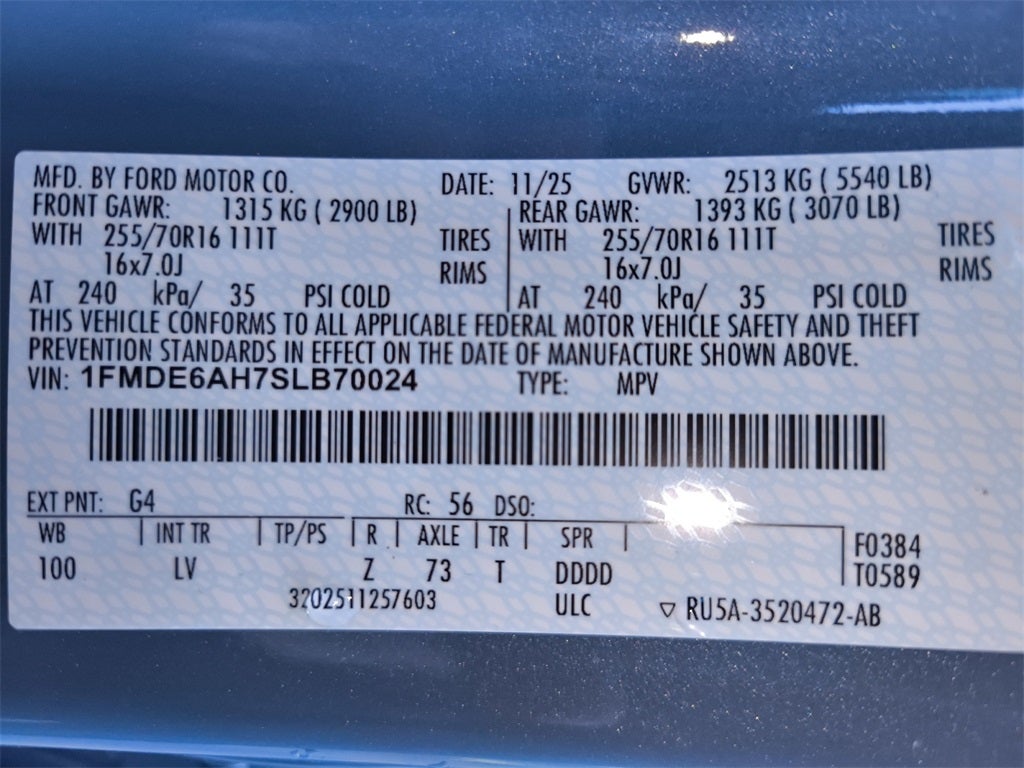 MFD. BY FORD MOTOR CO. DATE: 11/25 GVWR: 2513 KG ( 5540 LB)
FRONT GAWR: 1315 KG ( 2900 LB) REAR GAWR: 1393 KG ( 3070 LB)
WITH 255/70R16 111T TIRES WITH 255/70R16 111T TIRES
16x7.0J RIMS 16x7.0J RIMS
AT 240 kPa/ 35 PSI COLD AT 240 kPa/ 35 PSI COLD
THIS VEHICLE CONFORMS TO ALL APPLICABLE FEDERAL MOTOR VEHICLE SAFETY AND THEFT
PREVENTION STANDARDS IN EFFECT ON THE DATE OF MANUFACTURE SHOWN ABOVE.
VIN: 1FMDE6AH7SLB70024 TYPE: MPV
EXT PNT: G4 RC: 56 DSO:
WB | INT TR | TP/PS | R | AXLE | TR | SPR | F0384
100 LV Z 73 T DDDD T0589
3202511257603 ULC ▽ RU5A-3520472-AB